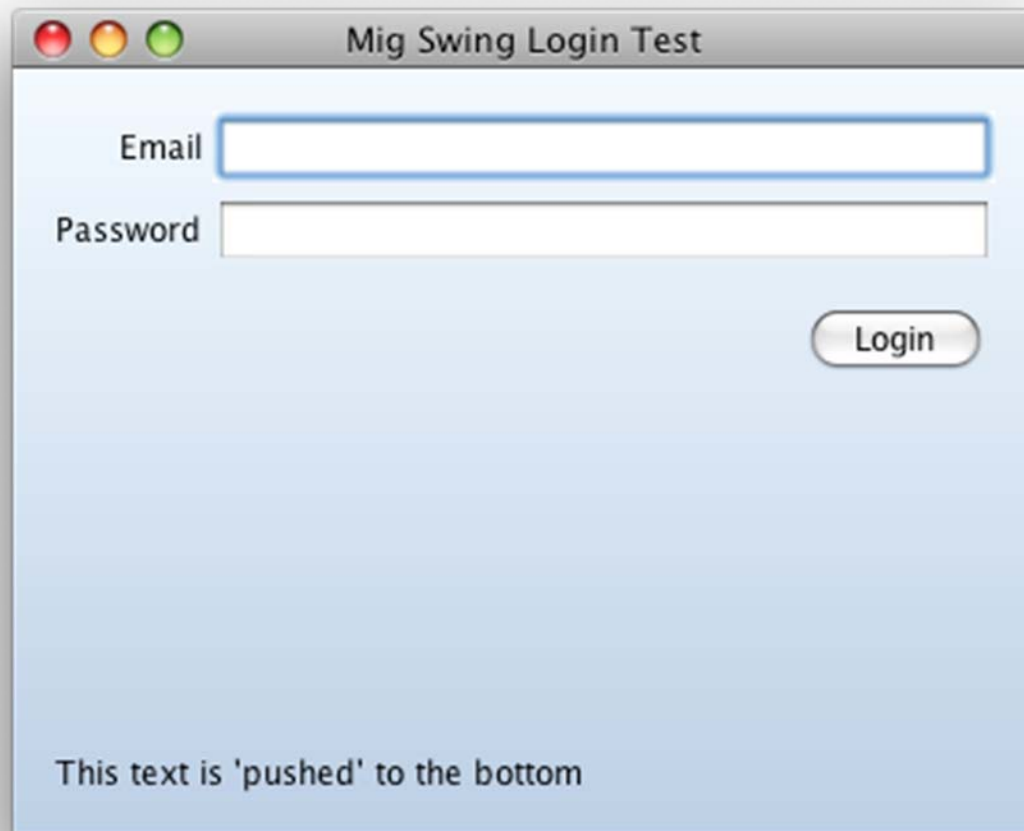 Mig Swing Login Test
Email
Password
Login
This text is 'pushed' to the bottom